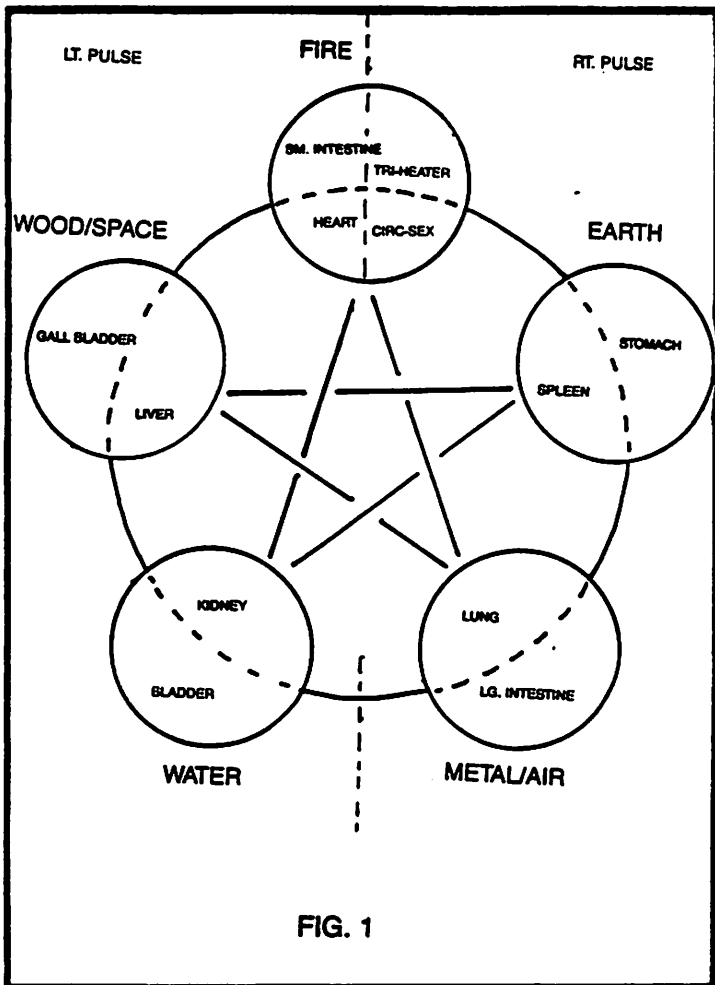 LT. PULSE
FIRE
RT. PULSE
SM. INTESTINE
TRI-HEATER
HEART
CIRC-SEX
WOOD/SPACE
EARTH
GALL BLADDER
LIVER
STOMACH
SPLEEN
KIDNEY
BLADDER
LUNG
LG. INTESTINE
WATER
METAL/AIR
FIG. 1